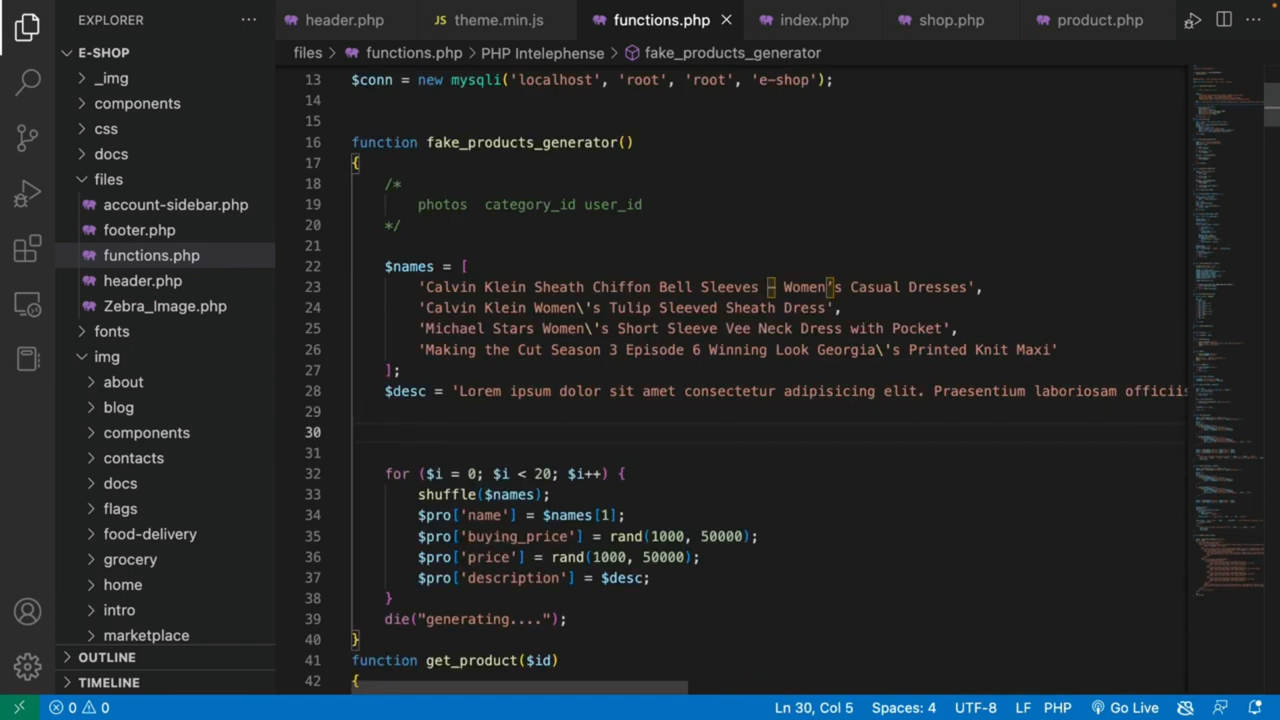 EXPLORER
header.php
theme.min.js
functions.php
index.php
shop.php
product.php
E-SHOP
files > functions.php > PHP Intelephense > fake_products_generator
_img
components
css
docs
files
account-sidebar.php
footer.php
functions.php
header.php
Zebra_Image.php
fonts
img
about
blog
components
contacts
docs
flags
food-delivery
grocery
home
intro
marketplace
OUTLINE
TIMELINE
13 $conn = new mysqli('localhost', 'root', 'root', 'e-shop');
14
15
16 function fake_products_generator()
17 {
18 /*
19 photos  category_id user_id
20 */
21
22 $names = [
23 'Calvin Klein Sheath Chiffon Bell Sleeves – Women’s Casual Dresses',
24 'Calvin Klein Women\'s Tulip Sleeved Sheath Dress',
25 'Michael Stars Women\'s Short Sleeve Vee Neck Dress with Pocket',
26 'Making the Cut Season 3 Episode 6 Winning Look Georgia\'s Printed Knit Maxi'
27 ];
28 $desc = 'Lorem ipsum dolor sit amet consectetur adipisicing elit. Praesentium laboriosam officiis
29
30
31
32 for ($i = 0; $i < 20; $i++) {
33 shuffle($names);
34 $pro['name'] = $names[1];
35 $pro['buying_price'] = rand(1000, 50000);
36 $pro['price'] = rand(1000, 50000);
37 $pro['description'] = $desc;
38 }
39 die("generating....");
40 }
41 function get_product($id)
42 {
0 0
Ln 30, Col 5
Spaces: 4
UTF-8
LF
PHP
Go Live